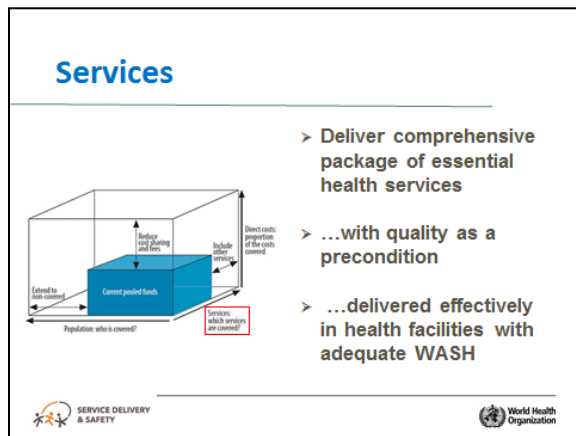 Services
➢ Deliver comprehensive
package of essential
health services
➢ ...with quality as a
precondition
➢ ...delivered effectively
in health facilities with
adequate WASH
Reduce
cost sharing
and fees
Include
other
services
Direct costs:
proportion
of the costs
covered
Extend to
non-covered
Current pooled funds
Services:
which services
are covered?
Population: who is covered?
SERVICE DELIVERY
& SAFETY
World Health
Organization